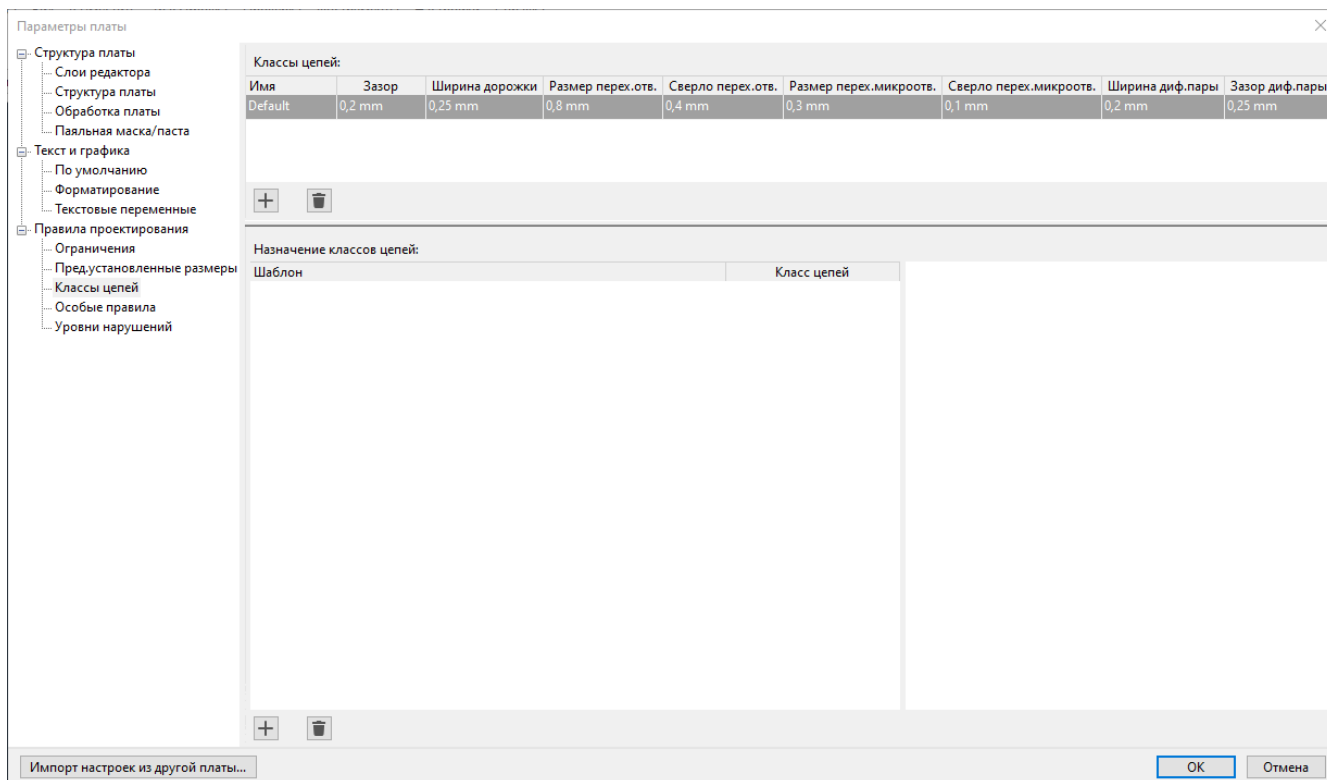 Параметры платы
Структура платы
Слои редактора
Структура платы
Обработка платы
Паяльная маска/паста
Текст и графика
По умолчанию
Форматирование
Текстовые переменные
Правила проектирования
Ограничения
Пред.установленные размеры
Классы цепей
Особые правила
Уровни нарушений
Классы цепей:
Имя Зазор Ширина дорожки Размер перех.отв. Сверло перех.отв. Размер перех.микроотв. Сверло перех.микроотв. Ширина диф.пары Зазор диф.пары
Default 0,2 mm 0,25 mm 0,8 mm 0,4 mm 0,3 mm 0,1 mm 0,2 mm 0,25 mm
Назначение классов цепей:
Шаблон Класс цепей
Импорт настроек из другой платы... OK Отмена